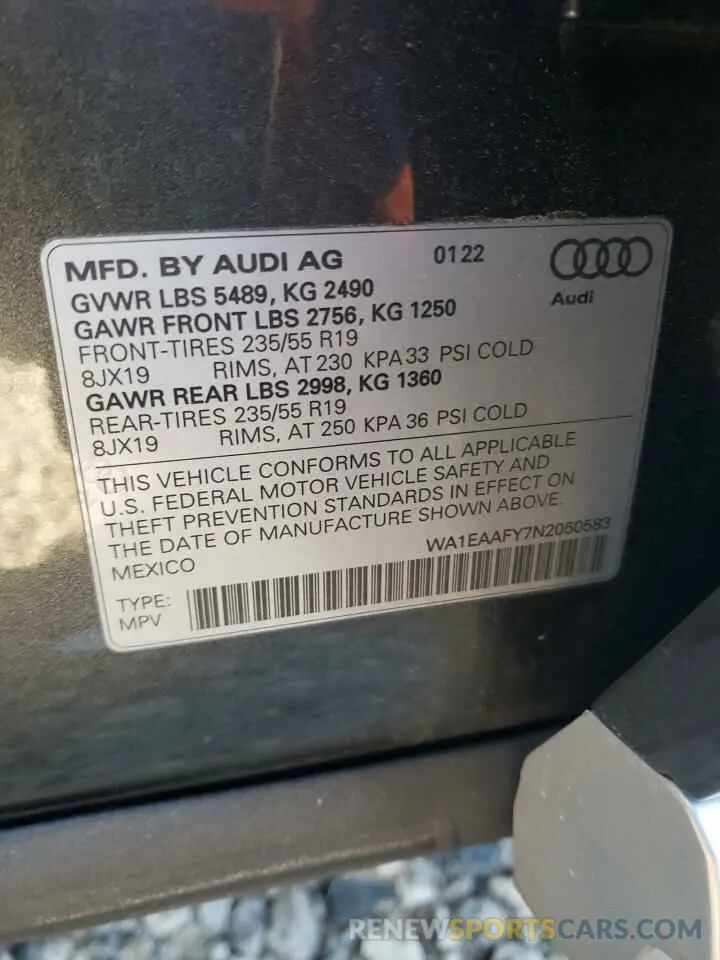 MFD. BY AUDI AG 0122
GVWR LBS 5489, KG 2490
GAWR FRONT LBS 2756, KG 1250
Audi
FRONT-TIRES 235/55 R19
8JX19 RIMS, AT 230 KPA 33 PSI COLD
GAWR REAR LBS 2998, KG 1360
REAR-TIRES 235/55 R19
8JX19 RIMS, AT 250 KPA 36 PSI COLD
THIS VEHICLE CONFORMS TO ALL APPLICABLE
U.S. FEDERAL MOTOR VEHICLE SAFETY AND
THEFT PREVENTION STANDARDS IN EFFECT ON
THE DATE OF MANUFACTURE SHOWN ABOVE.
MEXICO WA1EAAFY7N2050583
TYPE:
MPV
RENEWSPORTSCARS.COM